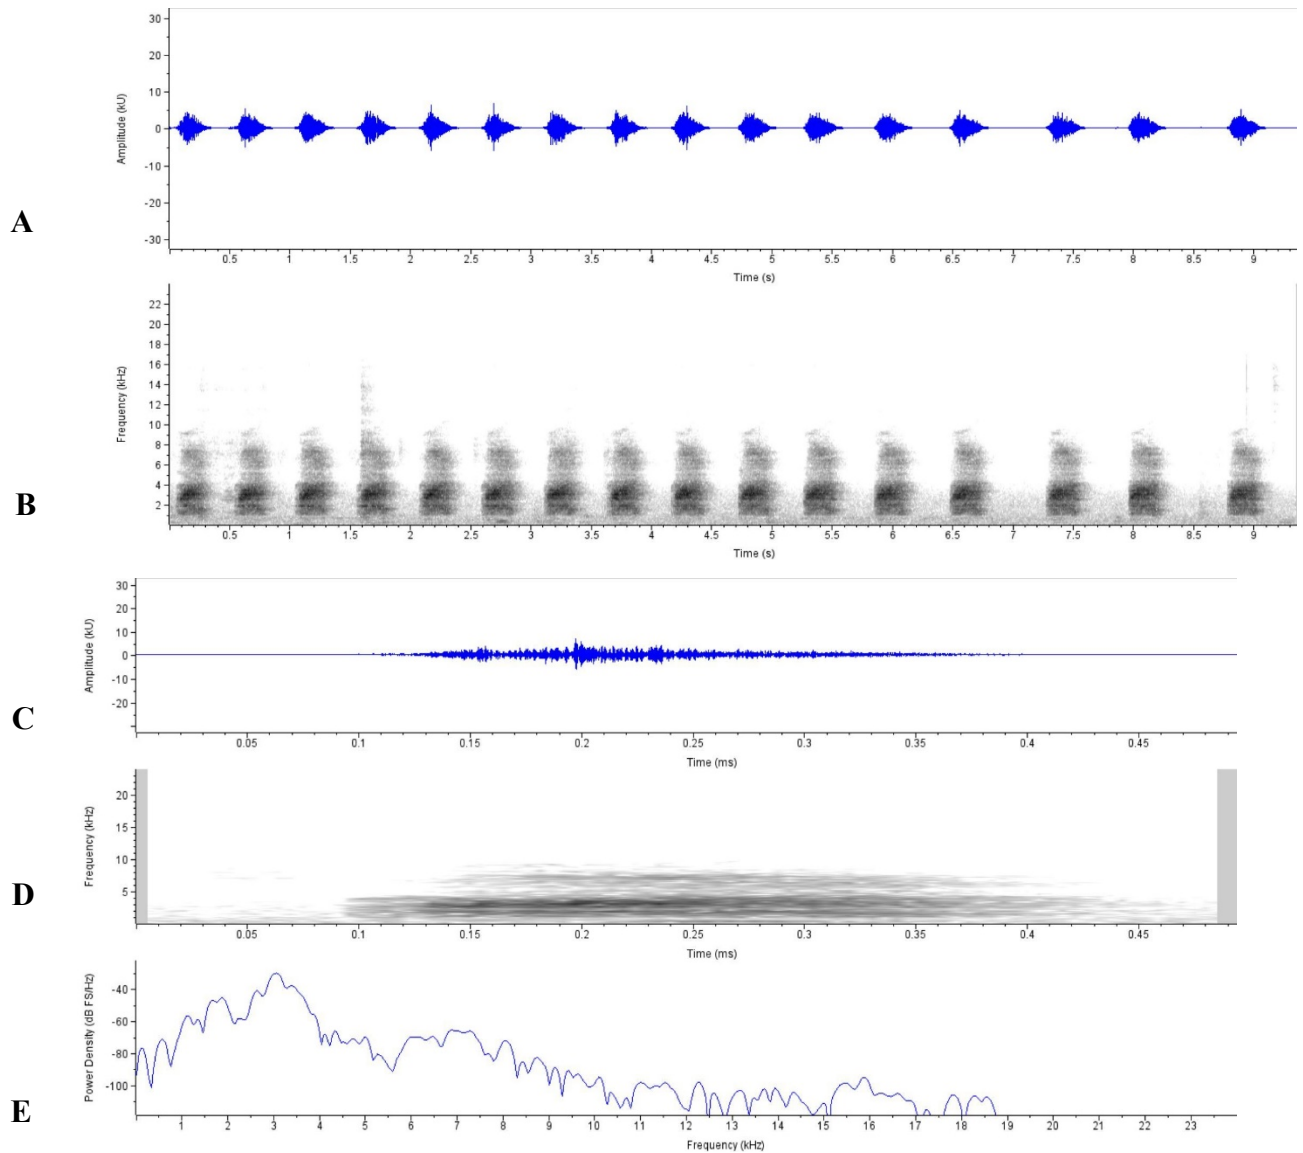 30
20
10
0
-10
-20
-30
Amplitude (kU)
A
0.5 1 1.5 2 2.5 3 3.5 4 4.5 5 5.5 6 6.5 7 7.5 8 8.5 9
Time (s)
22
20
18
16
14
12
10
8
6
4
2
Frequency (kHz)
B
0.5 1 1.5 2 2.5 3 3.5 4 4.5 5 5.5 6 6.5 7 7.5 8 8.5 9
Time (s)
30
20
10
0
-10
-20
Amplitude (kU)
C
0.05 0.1 0.15 0.2 0.25 0.3 0.35 0.4 0.45
Time (ms)
20
15
10
5
Frequency (kHz)
D
0.05 0.1 0.15 0.2 0.25 0.3 0.35 0.4 0.45
Time (ms)
-40
-60
-80
-100
Power Density (dB FS/Hz)
E
1 2 3 4 5 6 7 8 9 10 11 12 13 14 15 16 17 18 19 20 21 22 23
Frequency (kHz)